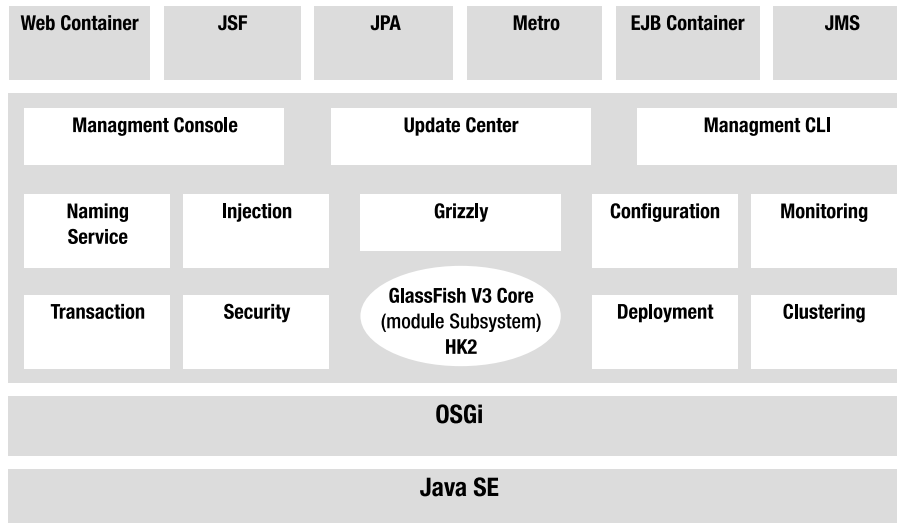 Web Container
JSF
JPA
Metro
EJB Container
JMS
Managment Console
Update Center
Managment CLI
Naming
Service
Injection
Grizzly
Configuration
Monitoring
Transaction
Security
GlassFish V3 Core
(module Subsystem)
HK2
Deployment
Clustering
OSGi
Java SE